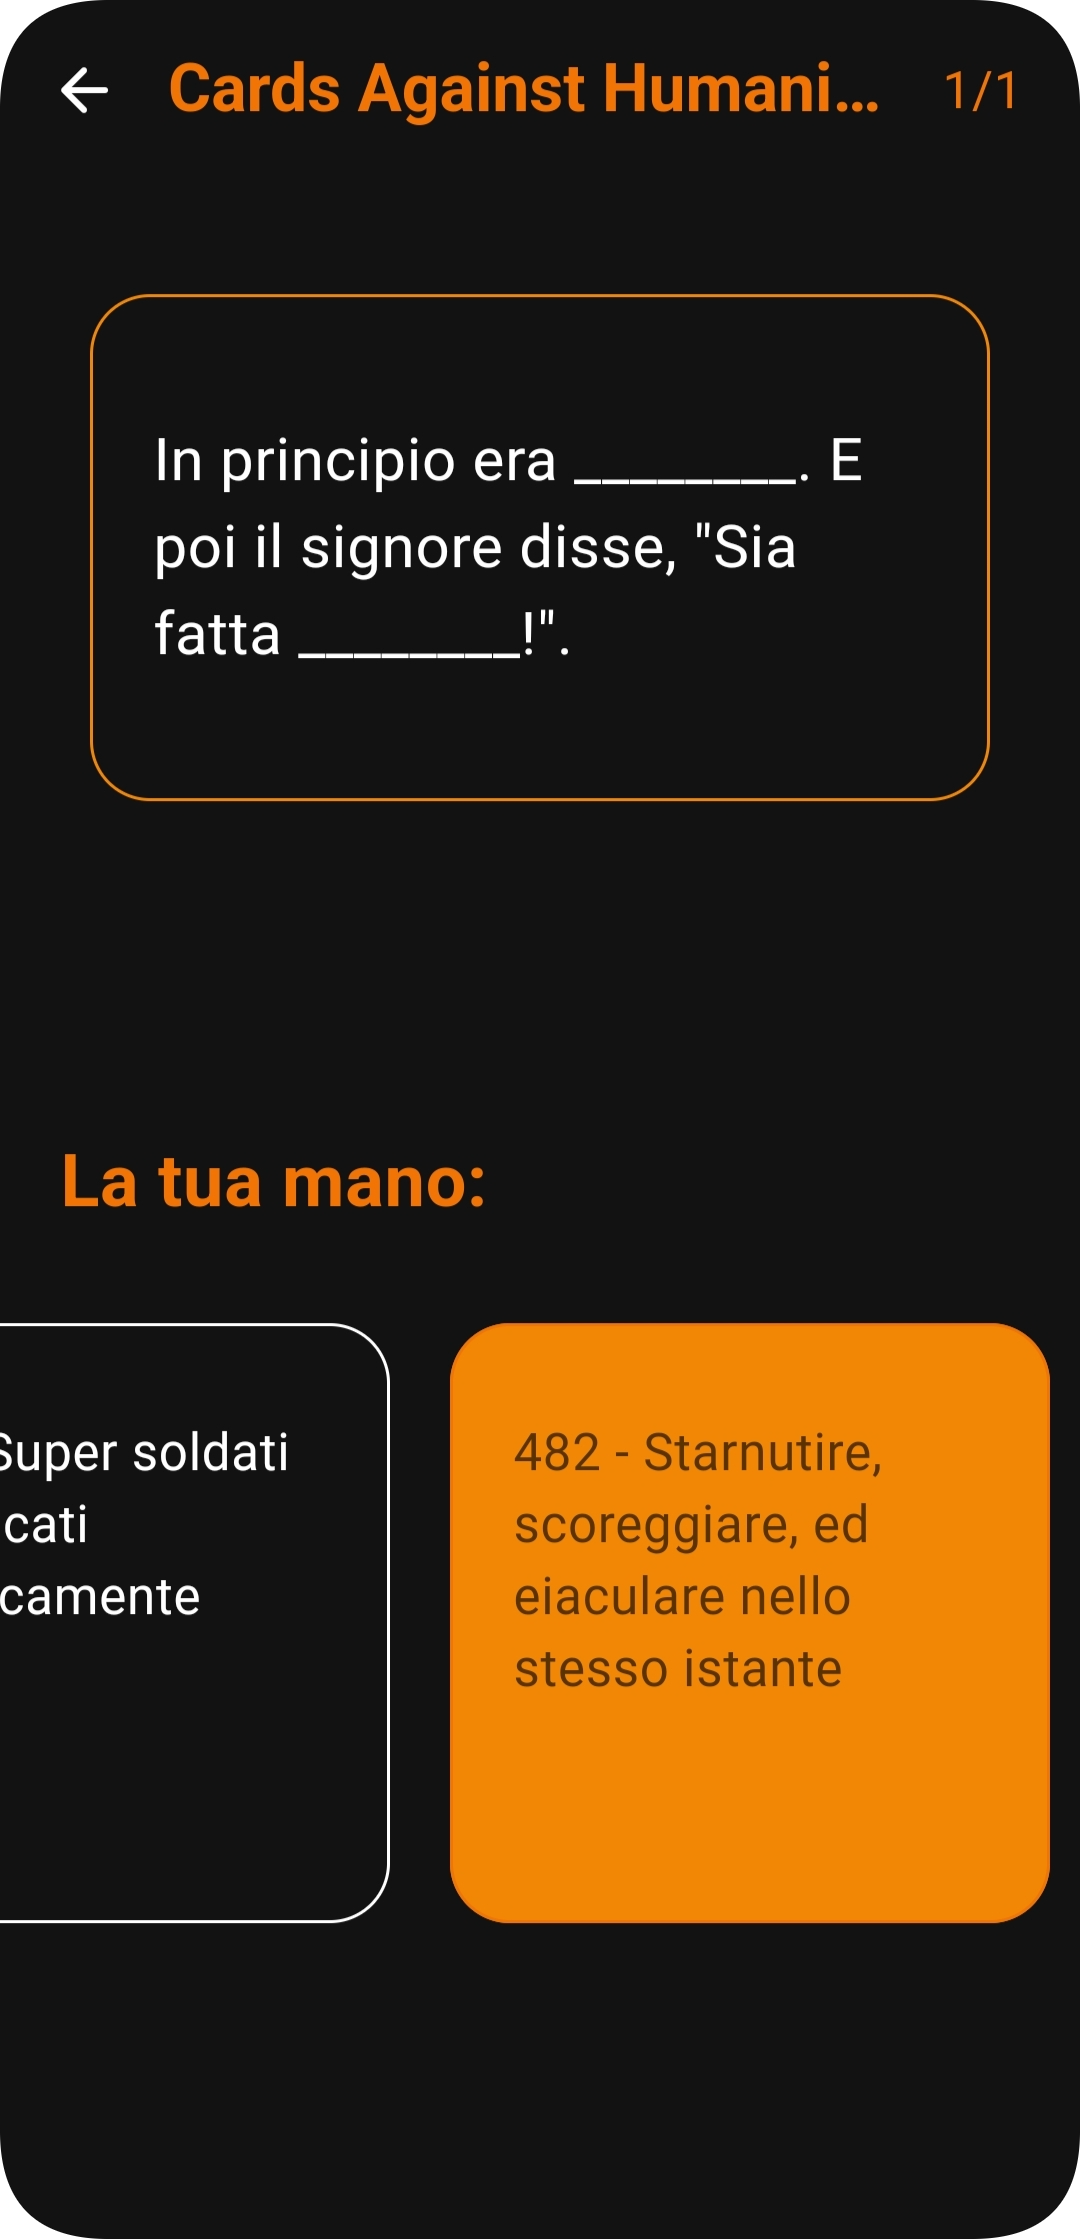 Cards Against Humani...
1/1
In principio era ________. E
poi il signore disse, "Sia
fatta ________!".
La tua mano:
Super soldati
cati
camente
482 - Starnutire,
scoreggiare, ed
eiaculare nello
stesso istante